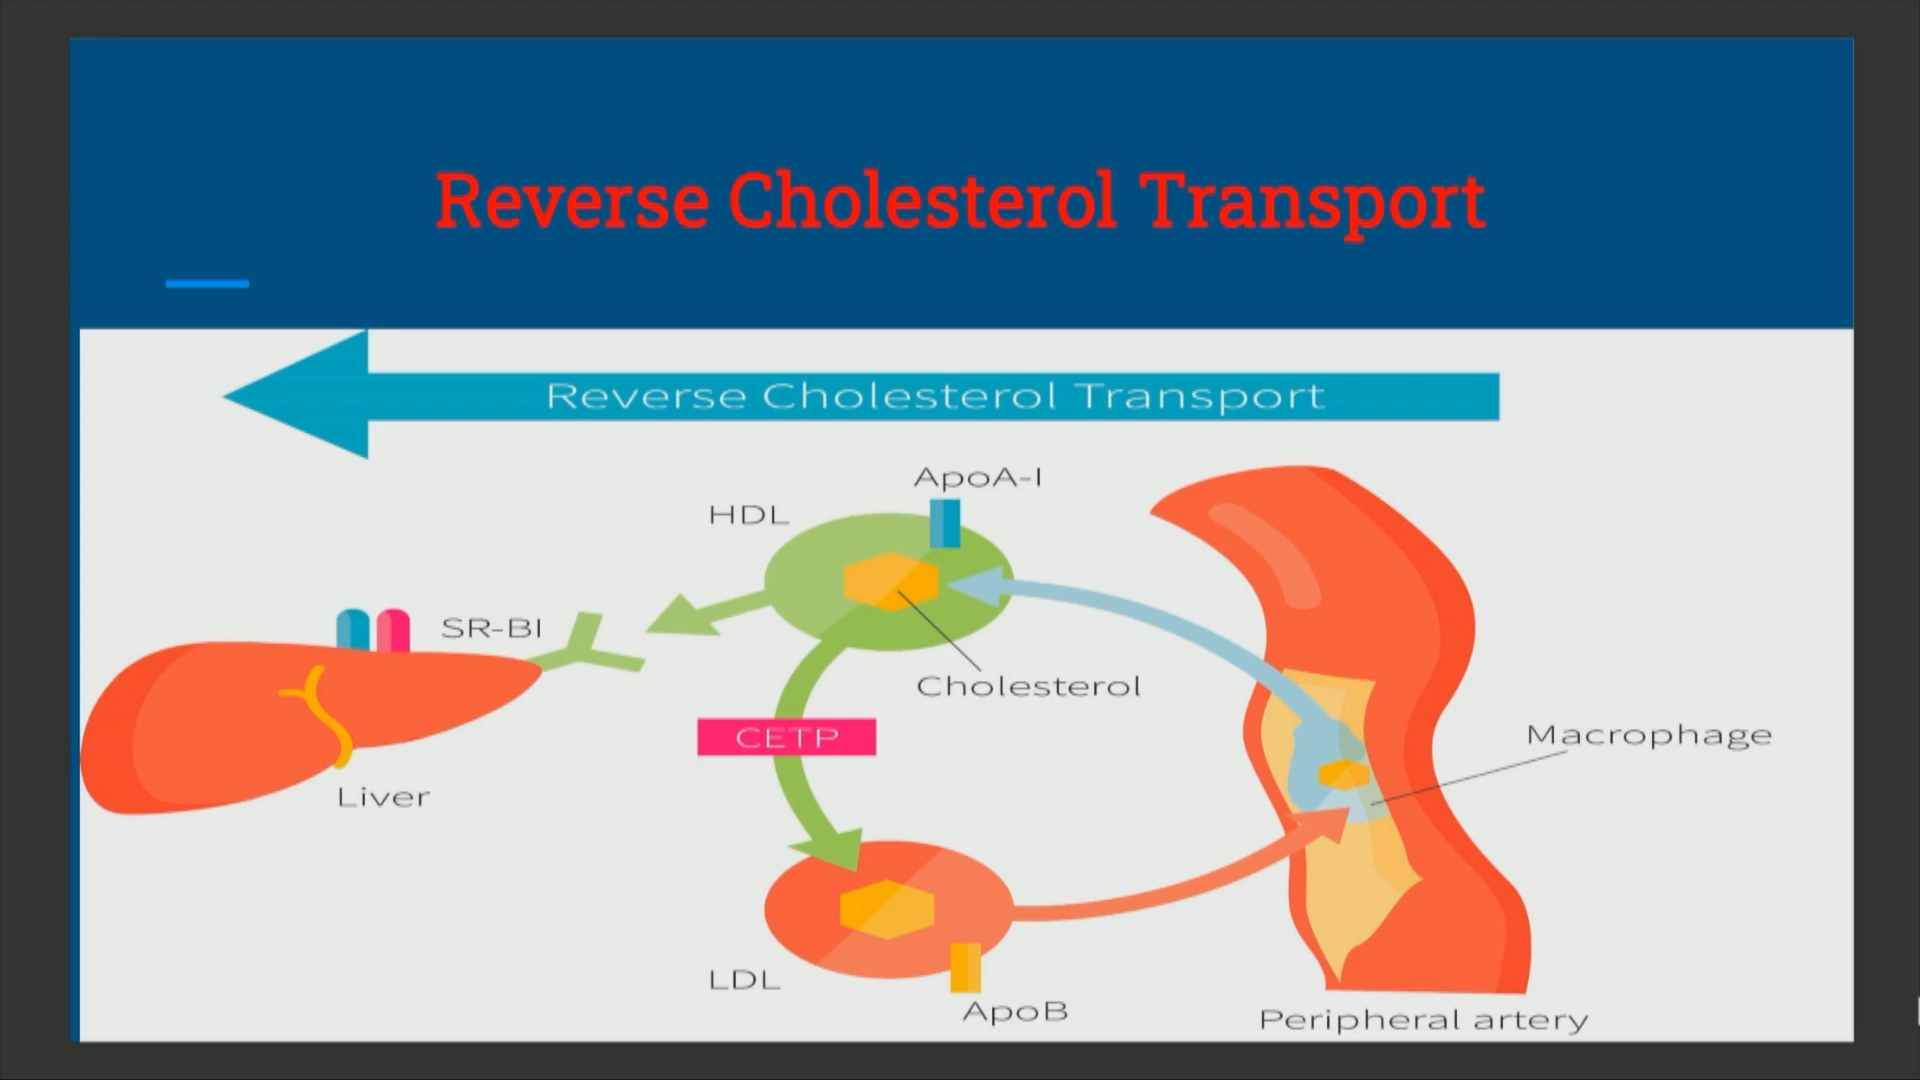 Reverse Cholesterol Transport
Reverse Cholesterol Transport
ApoA-I
HDL
SR-BI
Cholesterol
CETP
Macrophage
Liver
LDL
ApoB
Peripheral artery